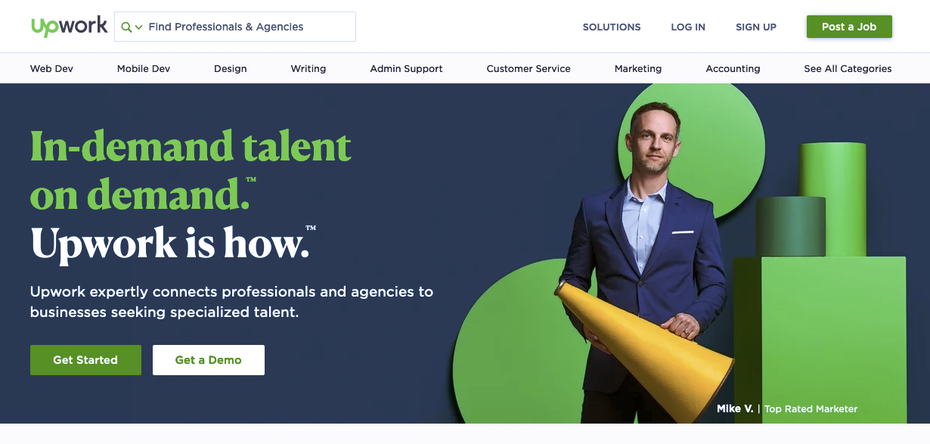 Upwork
Find Professionals & Agencies
SOLUTIONS
LOG IN
SIGN UP
Post a Job
Web Dev
Mobile Dev
Design
Writing
Admin Support
Customer Service
Marketing
Accounting
See All Categories
In-demand talent
on demand.™
Upwork is how.™
Upwork expertly connects professionals and agencies to
businesses seeking specialized talent.
Get Started
Get a Demo
Mike V. | Top Rated Marketer